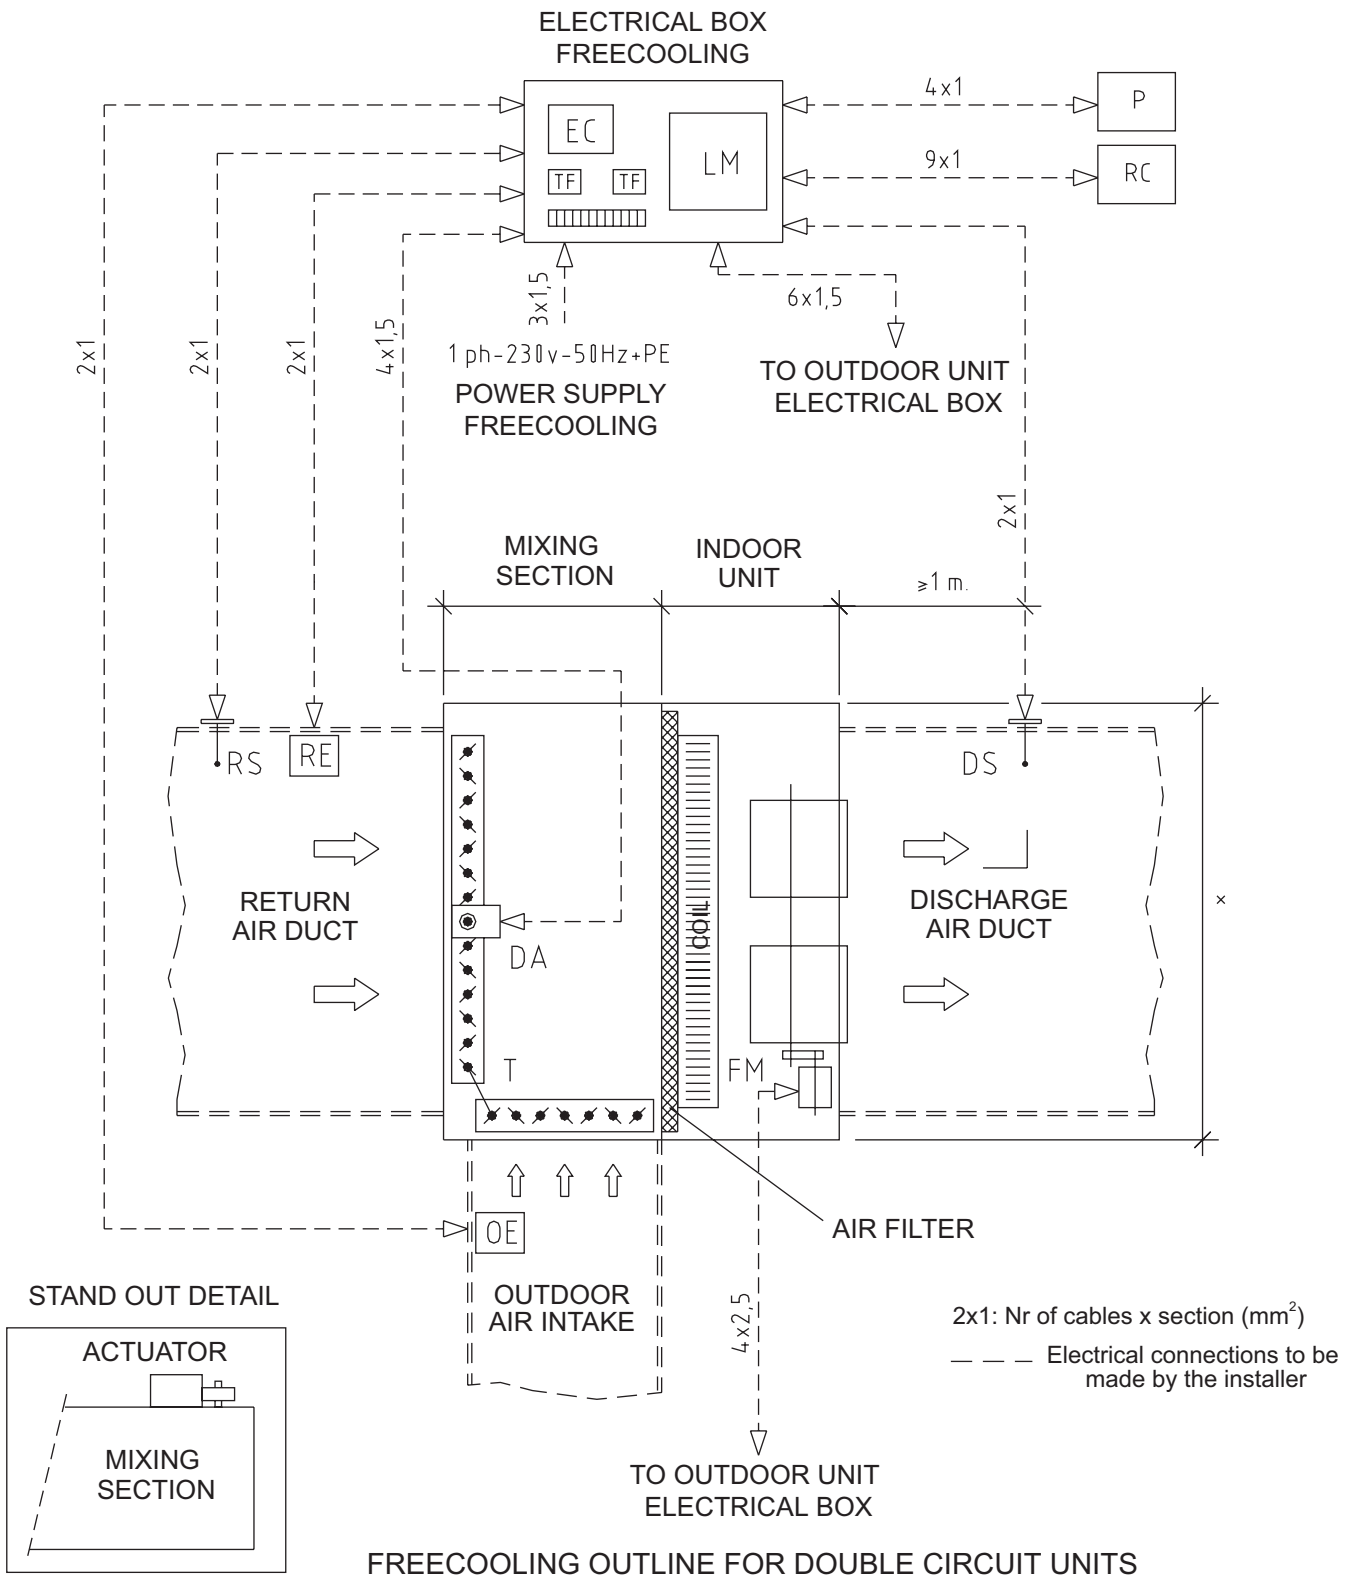 ELECTRICAL BOX
FREECOOLING
4x1
P
EC
LM
9x1
RC
TF
TF
3x1,5
6x1,5
2x1
2x1
2x1
4x1,5
1 ph-230v-50Hz+PE
POWER SUPPLY
FREECOOLING
TO OUTDOOR UNIT
ELECTRICAL BOX
2x1
MIXING
SECTION
INDOOR
UNIT
≥1 m.
RS
RE
DS
RETURN
AIR DUCT
COIL
DISCHARGE
AIR DUCT
x
DA
T
FM
OE
AIR FILTER
OUTDOOR
AIR INTAKE
4x2,5
STAND OUT DETAIL
ACTUATOR
MIXING
SECTION
2x1: Nr of cables x section (mm²)
Electrical connections to be
made by the installer
TO OUTDOOR UNIT
ELECTRICAL BOX
FREECOOLING OUTLINE FOR DOUBLE CIRCUIT UNITS